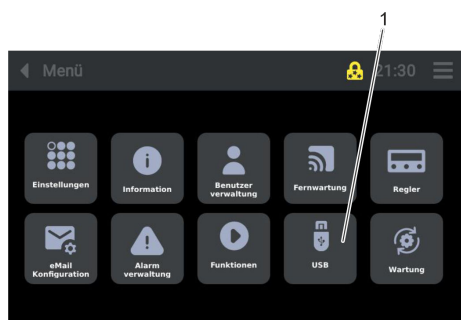 1
Menü
21:30
Einstellungen
Information
Benutzer
verwaltung
Fernwartung
Regler
eMail
Konfiguration
Alarm
verwaltung
Funktionen
USB
Wartung